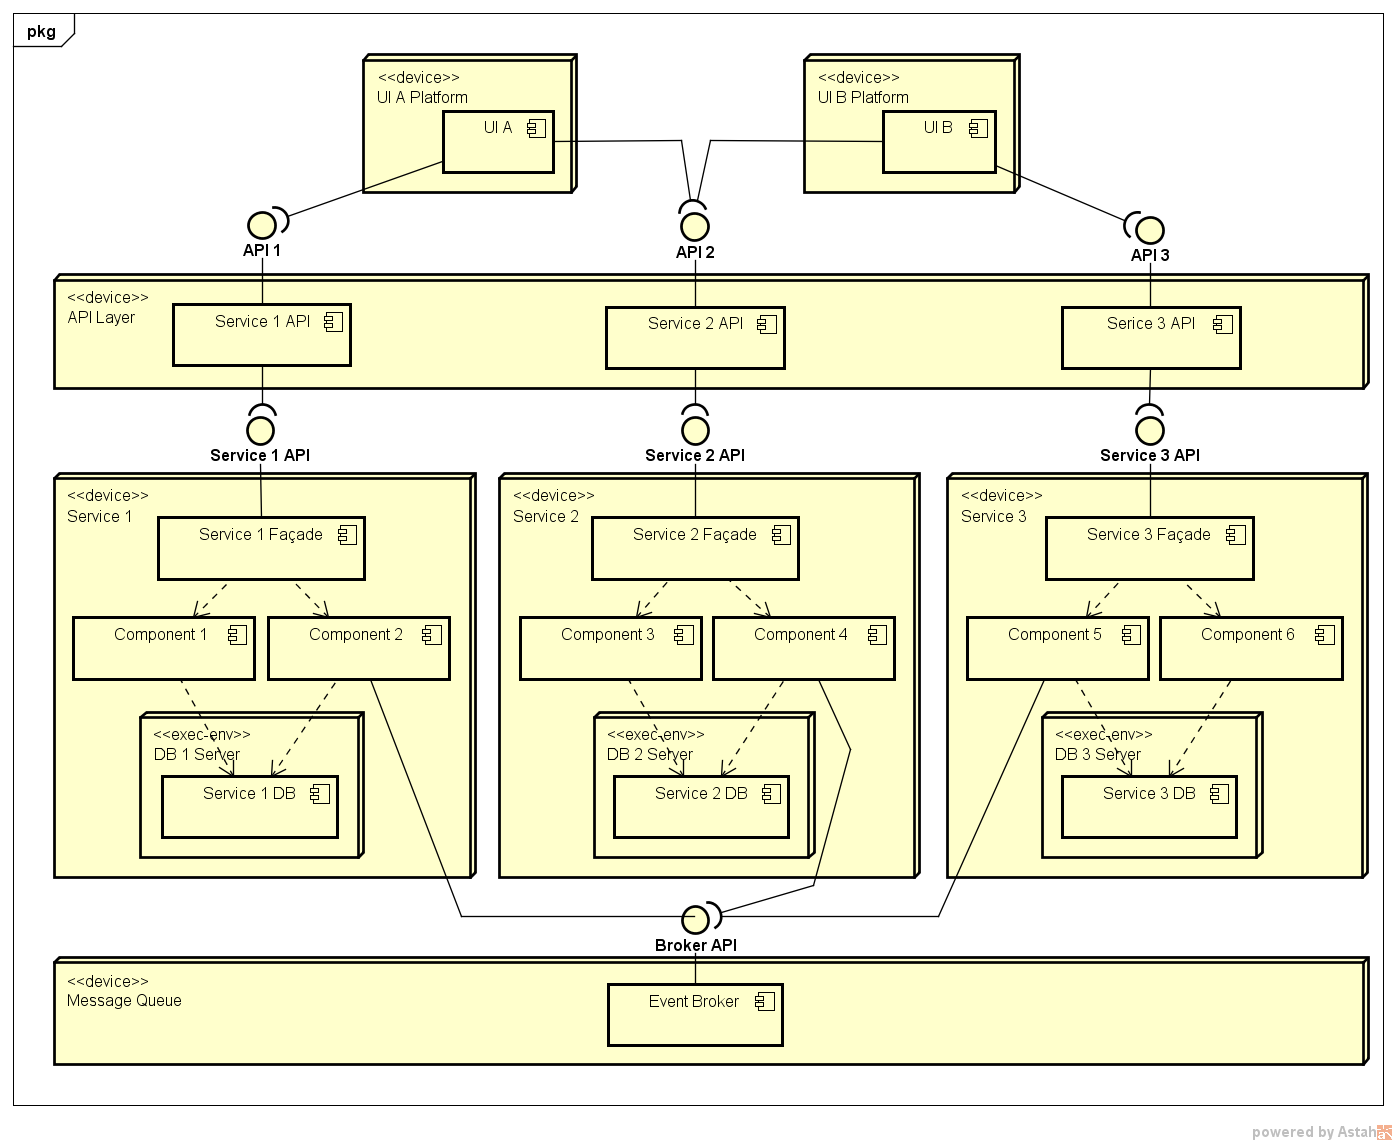 pkg
<<device>>
UI A Platform
UI A
<<device>>
UI B Platform
UI B
API 1
API 2
API 3
<<device>>
API Layer
Service 1 API
Service 2 API
Serice 3 API
Service 1 API
Service 2 API
Service 3 API
<<device>>
Service 1
Service 1 Façade
Component 1
Component 2
<<exec-env>>
DB 1 Server
Service 1 DB
<<device>>
Service 2
Service 2 Façade
Component 3
Component 4
<<exec-env>>
DB 2 Server
Service 2 DB
<<device>>
Service 3
Service 3 Façade
Component 5
Component 6
<<exec-env>>
DB 3 Server
Service 3 DB
Broker API
<<device>>
Message Queue
Event Broker
powered by Astah